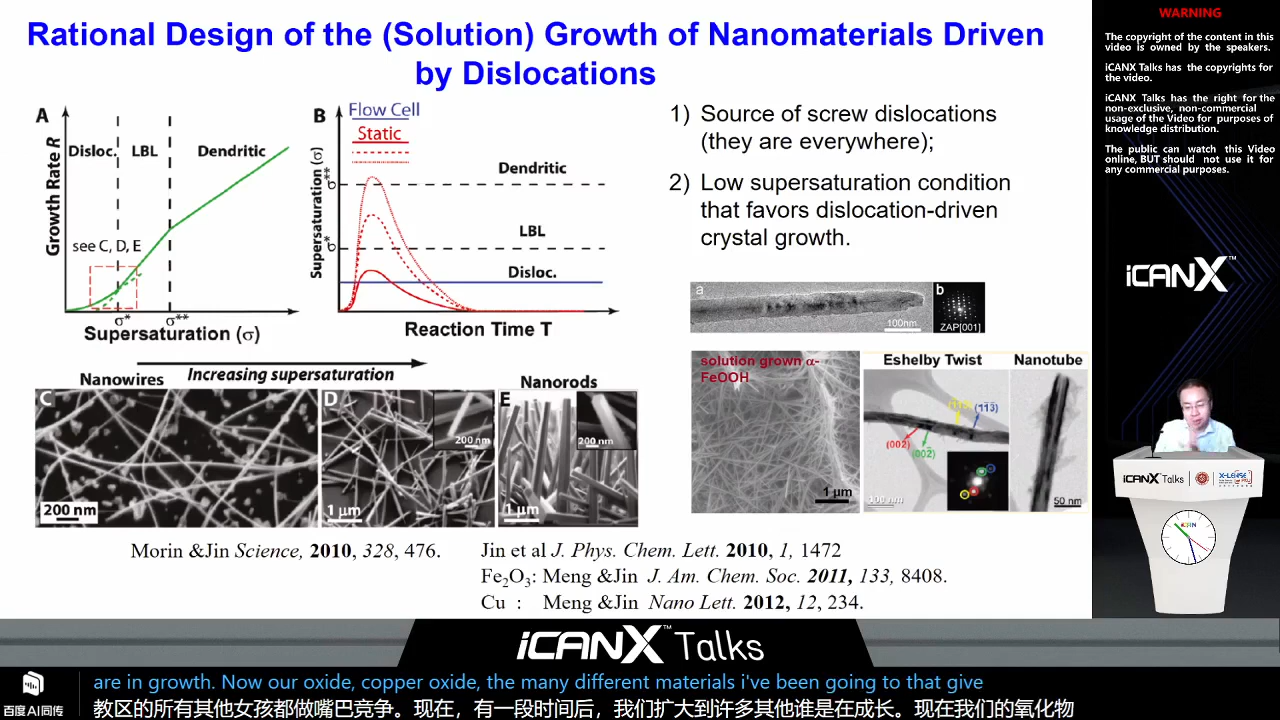 Rational Design of the (Solution) Growth of Nanomaterials Driven
by Dislocations
A
Growth Rate R
Disloc.
LBL
Dendritic
see C, D, E
σ*
σ**
Supersaturation (σ)
B
Flow Cell
Static
Supersaturation (σ)
σ**
σ*
Dendritic
LBL
Disloc.
Reaction Time T
1) Source of screw dislocations
(they are everywhere);
2) Low supersaturation condition
that favors dislocation-driven
crystal growth.
Increasing supersaturation
Nanowires
Nanorods
C
200 nm
D
200 nm
1 μm
E
200 nm
1 μm
a
100nm
b
ZAP[001]
solution grown α-
FeOOH
1 μm
Eshelby Twist
(002)
100 nm
Nanotube
50 nm
Morin &Jin Science, 2010, 328, 476.
Jin et al J. Phys. Chem. Lett. 2010, 1, 1472
Fe2O3: Meng &Jin J. Am. Chem. Soc. 2011, 133, 8408.
Cu : Meng &Jin Nano Lett. 2012, 12, 234.
WARNING
The copyright of the content in this
video is owned by the speakers.
iCANX Talks has the copyrights for
the video.
iCANX Talks has the right for the
non-exclusive, non-commercial
usage of the Video for purposes of
knowledge distribution.
The public can watch this Video
online, BUT should not use it for
any commercial purposes.
iCANX™
iCANX Talks
iCANX™ Talks
百度AI同传
are in growth. Now our oxide, copper oxide, the many different materials i've been going to that give
教区的所有其他女孩都做嘴巴竞争。现在，有一段时间后，我们扩大到许多其他谁是在成长。现在我们的氧化物